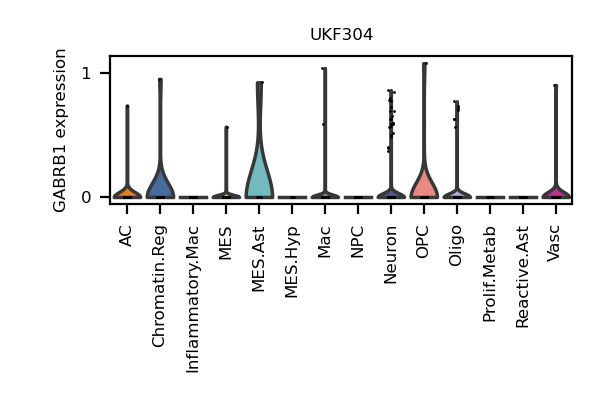 UKF304
GABRB1 expression
1
0
AC
Chromatin.Reg
Inflammatory.Mac
MES
MES.Ast
MES.Hyp
Mac
NPC
Neuron
OPC
Oligo
Prolif.Metab
Reactive.Ast
Vasc